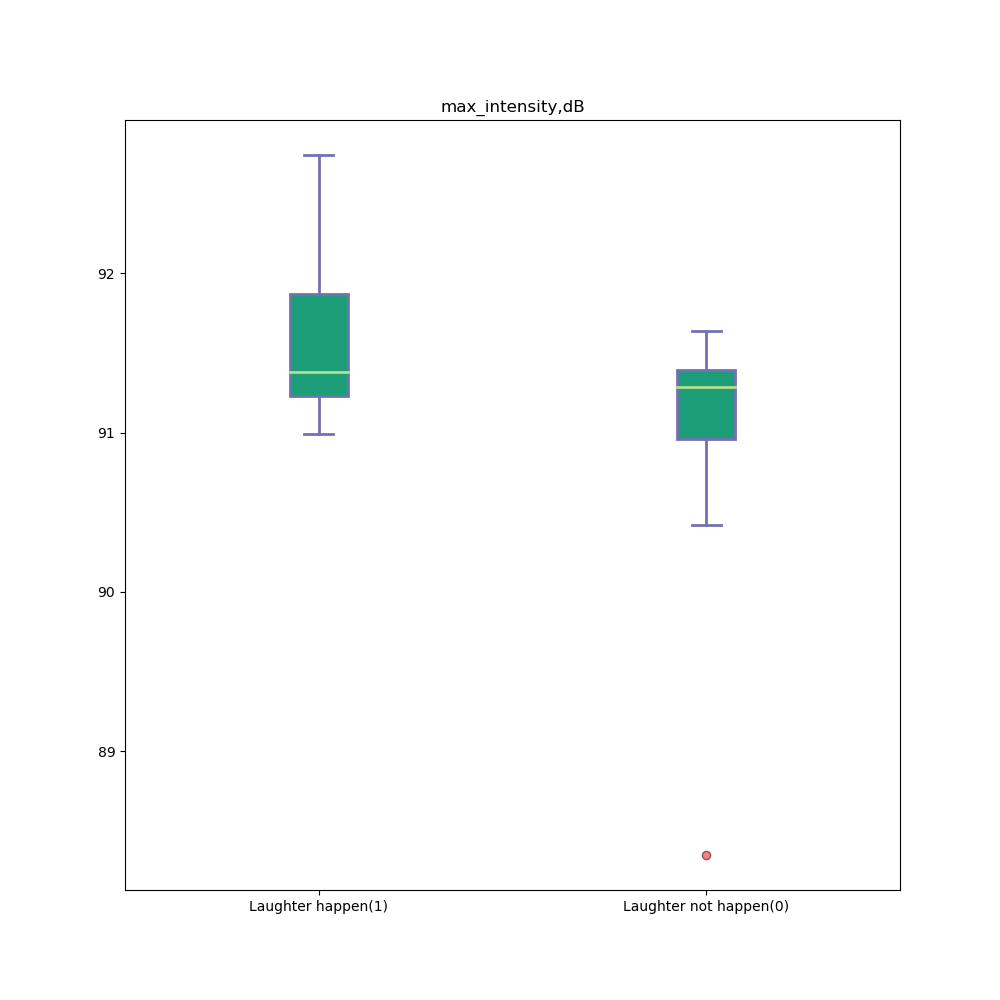 max_intensity,dB
92
91
90
89
Laughter happen(1)
Laughter not happen(0)